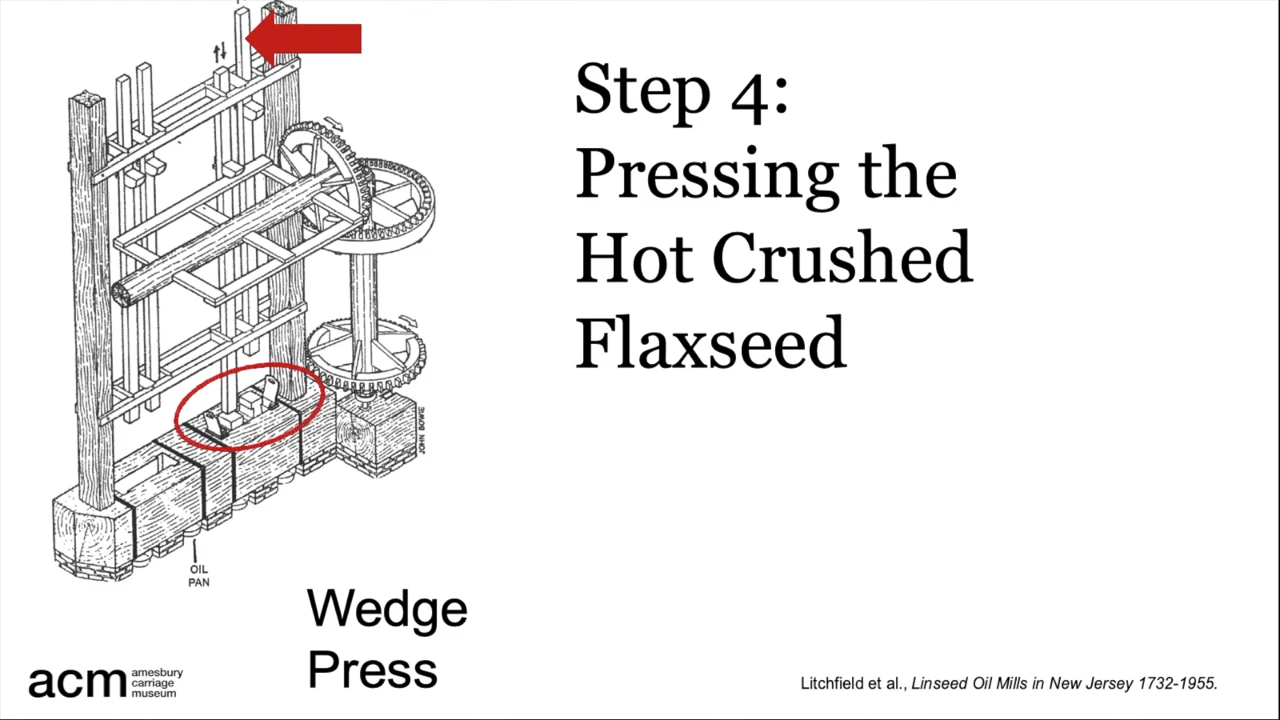 Step 4:
Pressing the
Hot Crushed
Flaxseed
JOHN BOWIE
OIL
PAN
Wedge
Press
acm amesbury
carriage
museum
Litchfield et al., Linseed Oil Mills in New Jersey 1732-1955.